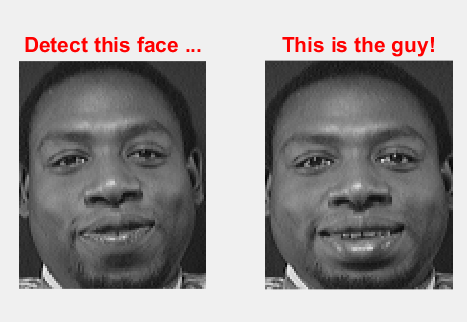 Detect this face ...
This is the guy!